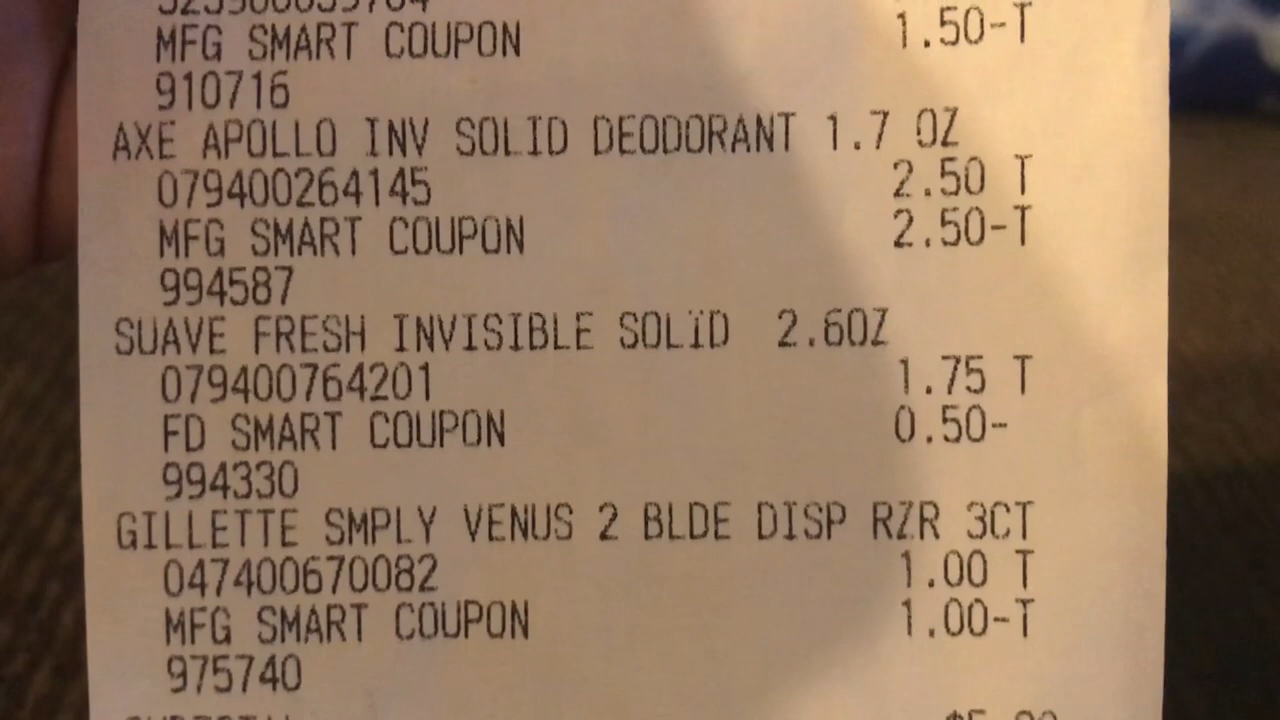 MFG SMART COUPON 1.50-T
910716
AXE APOLLO INV SOLID DEODORANT 1.7 OZ
079400264145 2.50 T
MFG SMART COUPON 2.50-T
994587
SUAVE FRESH INVISIBLE SOLID 2.6OZ
079400764201 1.75 T
FD SMART COUPON 0.50-
994330
GILLETTE SMPLY VENUS 2 BLDE DISP RZR 3CT
047400670082 1.00 T
MFG SMART COUPON 1.00-T
975740